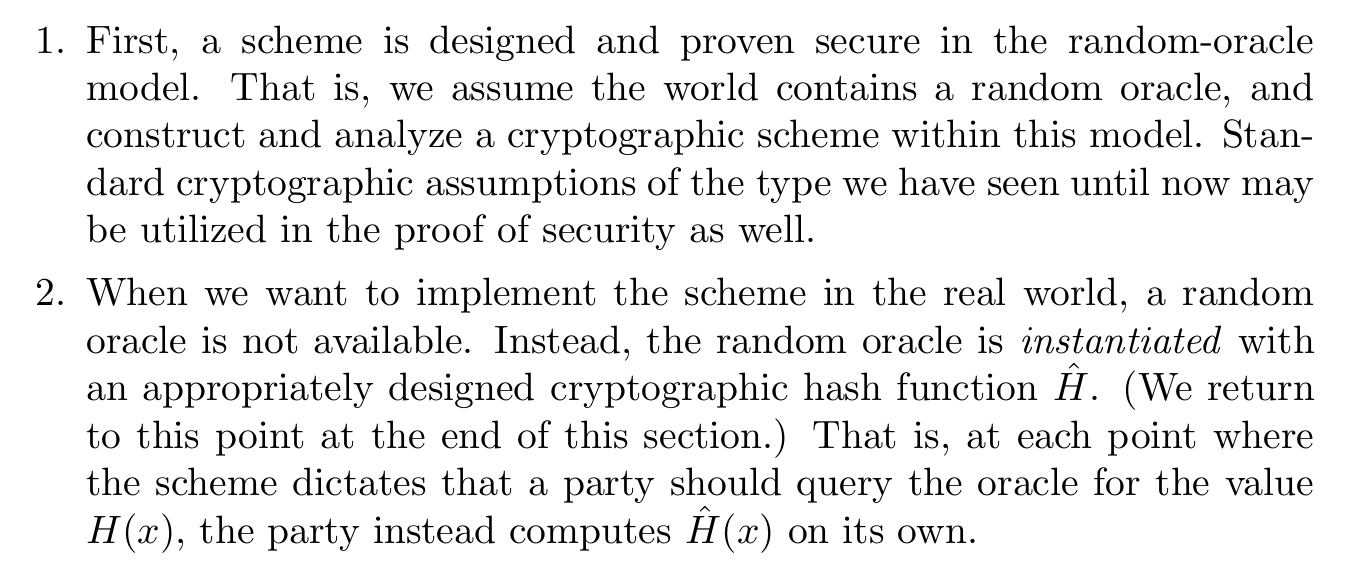 1. First, a scheme is designed and proven secure in the random-oracle
model. That is, we assume the world contains a random oracle, and
construct and analyze a cryptographic scheme within this model. Stan-
dard cryptographic assumptions of the type we have seen until now may
be utilized in the proof of security as well.
2. When we want to implement the scheme in the real world, a random
oracle is not available. Instead, the random oracle is instantiated with
an appropriately designed cryptographic hash function Ĥ. (We return
to this point at the end of this section.) That is, at each point where
the scheme dictates that a party should query the oracle for the value
H(x), the party instead computes Ĥ(x) on its own.